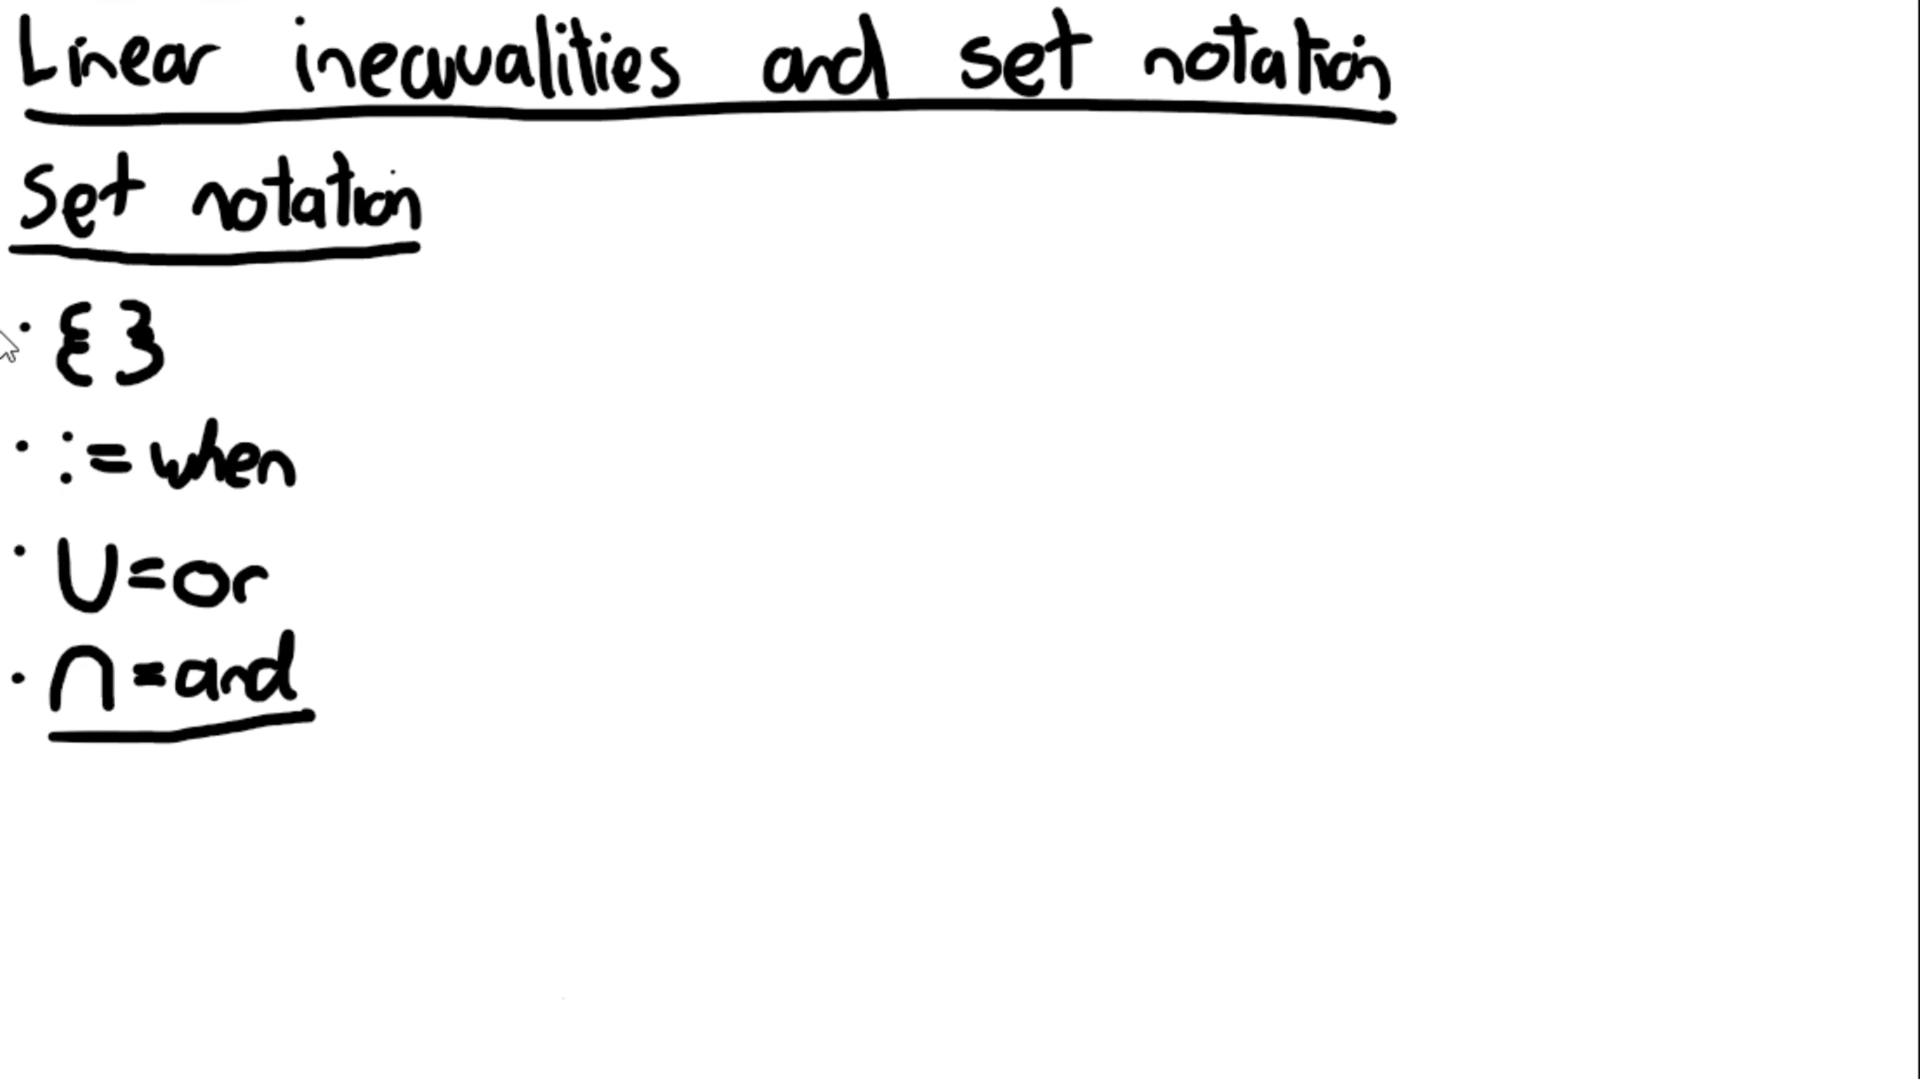 Linear inequalities and set notation
Set notation
· { }
· : = when
· ∪ = or
· ∩ = and